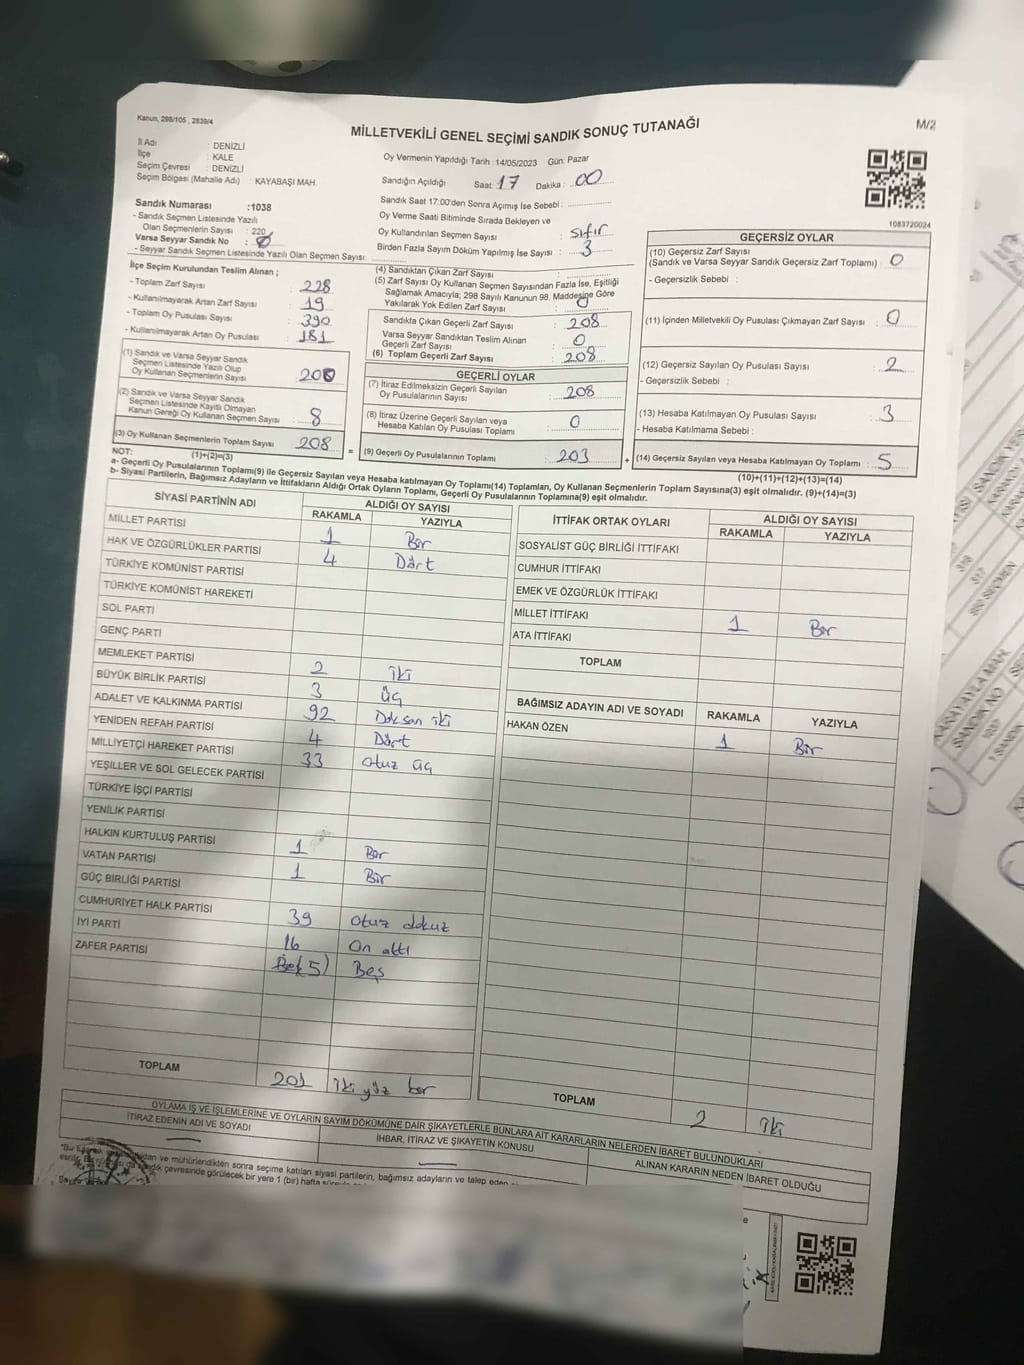 Kanun, 298/105 , 2839/4
MİLLETVEKİLİ GENEL SEÇİMİ SANDIK SONUÇ TUTANAĞI
M/2
İl Adı : DENİZLİ
İlçe : KALE
Seçim Çevresi : DENİZLİ
Seçim Bölgesi (Mahalle Adı) : KAYABAŞI MAH.
Oy Vermenin Yapıldığı Tarih :14/05/2023 Gün: Pazar
Sandığın Açıldığı Saat: 17 Dakika : 00
Sandık Saat 17:00'den Sonra Açımış İse Sebebi :
Oy Verme Saati Bitiminde Sırada Bekleyen ve
Oy Kullandırılan Seçmen Sayısı : sıfır
Birden Fazla Sayım Döküm Yapılmış İse Sayısı : 3
1083720024
Sandık Numarası :1038
- Sandık Seçmen Listesinde Yazılı
Olan Seçmenlerin Sayısı : 220
Varsa Seyyar Sandık No : 0
- Seyyar Sandık Seçmen Listesinde Yazılı Olan Seçmen Sayısı:
İlçe Seçim Kurulundan Teslim Alınan ;
- Toplam Zarf Sayısı : 228
- Kullanılmayarak Artan Zarf Sayısı : 19
- Toplam Oy Pusulası Sayısı : 390
- Kullanılmayarak Artan Oy Pusulası : 181
(1) Sandık ve Varsa Seyyar Sandık
Seçmen Listesinde Yazılı Olup
Oy Kullanan Seçmenlerin Sayısı : 200
(2) Sandık ve Varsa Seyyar Sandık
Seçmen Listesinde Kayıtlı Olmayan
Kanun Gereği Oy Kullanan Seçmen Sayısı : 8
(3) Oy Kullanan Seçmenlerin Toplam Sayısı 208
(1)+(2)=(3)
(4) Sandıktan Çıkan Zarf Sayısı :
(5) Zarf Sayısı Oy Kullanan Seçmen Sayısından Fazla İse, Eşitliği
Sağlamak Amacıyla; 298 Sayılı Kanunun 98. Maddesine Göre
Yakılarak Yok Edilen Zarf Sayısı : 0
Sandıkta Çıkan Geçerli Zarf Sayısı : 208
Varsa Seyyar Sandıktan Teslim Alınan
Geçerli Zarf Sayısı : 0
(6) Toplam Geçerli Zarf Sayısı : 208
GEÇERLİ OYLAR
(7) İtiraz Edilmeksizin Geçerli Sayılan
Oy Pusulalarının Sayısı : 208
(8) İtiraz Üzerine Geçerli Sayılan veya
Hesaba Katılan Oy Pusulası Toplamı : 0
= (9) Geçerli Oy Pusulalarının Toplamı : 203
GEÇERSİZ OYLAR
(10) Geçersiz Zarf Sayısı
(Sandık ve Varsa Seyyar Sandık Geçersiz Zarf Toplamı) : 0
- Geçersizlik Sebebi :
(11) İçinden Milletvekili Oy Pusulası Çıkmayan Zarf Sayısı : 0
(12) Geçersiz Sayılan Oy Pusulası Sayısı : 2
- Geçersizlik Sebebi :
(13) Hesaba Katılmayan Oy Pusulası Sayısı : 3
- Hesaba Katılmama Sebebi :
+ (14) Geçersiz Sayılan veya Hesaba Katılmayan Oy Toplamı : 5
(10)+(11)+(12)+(13)=(14)
NOT:
a- Geçerli Oy Pusulalarının Toplamı(9) ile Geçersiz Sayılan veya Hesaba katılmayan Oy Toplamı(14) Toplamları, Oy Kullanan Seçmenlerin Toplam Sayısına(3) eşit olmalıdır. (9)+(14)=(3)
b- Siyasi Partilerin, Bağımsız Adayların ve İttifakların Aldığı Ortak Oyların Toplamı, Geçerli Oy Pusulalarının Toplamına(9) eşit olmalıdır.
SİYASİ PARTİNİN ADI
ALDIĞI OY SAYISI
RAKAMLA YAZIYLA
MİLLET PARTİSİ 1 Bir
HAK VE ÖZGÜRLÜKLER PARTİSİ 4 Dört
TÜRKİYE KOMÜNİST PARTİSİ
TÜRKİYE KOMÜNİST HAREKETİ
SOL PARTİ
GENÇ PARTİ
MEMLEKET PARTİSİ 2 iki
BÜYÜK BİRLİK PARTİSİ 3 üç
ADALET VE KALKINMA PARTİSİ 92 Doksan iki
YENİDEN REFAH PARTİSİ 4 Dört
MİLLİYETÇİ HAREKET PARTİSİ 33 otuz üç
YEŞİLLER VE SOL GELECEK PARTİSİ
TÜRKİYE İŞÇİ PARTİSİ
YENİLİK PARTİSİ
HALKIN KURTULUŞ PARTİSİ 1 Bir
VATAN PARTİSİ 1 Bir
GÜÇ BİRLİĞİ PARTİSİ
CUMHURİYET HALK PARTİSİ 39 otuz dokuz
İYİ PARTİ 16 On altı
ZAFER PARTİSİ Beş(5) Beş
TOPLAM 201 iki yüz bir
İTTİFAK ORTAK OYLARI
ALDIĞI OY SAYISI
RAKAMLA YAZIYLA
SOSYALİST GÜÇ BİRLİĞİ İTTİFAKI
CUMHUR İTTİFAKI
EMEK VE ÖZGÜRLÜK İTTİFAKI
MİLLET İTTİFAKI 1 Bir
ATA İTTİFAKI
TOPLAM
BAĞIMSIZ ADAYIN ADI VE SOYADI RAKAMLA YAZIYLA
HAKAN ÖZEN 1 Bir
TOPLAM 2 iki
OYLAMA İŞ VE İŞLEMLERİNE VE OYLARIN SAYIM DÖKÜMÜNE DAİR ŞİKAYETLERLE BUNLARA AİT KARARLARIN NELERDEN İBARET BULUNDUKLARI
İTİRAZ EDENİN ADI VE SOYADI
İHBAR, İTİRAZ VE ŞİKAYETİN KONUSU
ALINAN KARARIN NEDEN İBARET OLDUĞU
ve mühürlendikten sonra seçime katılan siyasi partilerin, bağımsız adayların ve talep eden
çevresinde görülecek bir yere 1 (bir) hafta